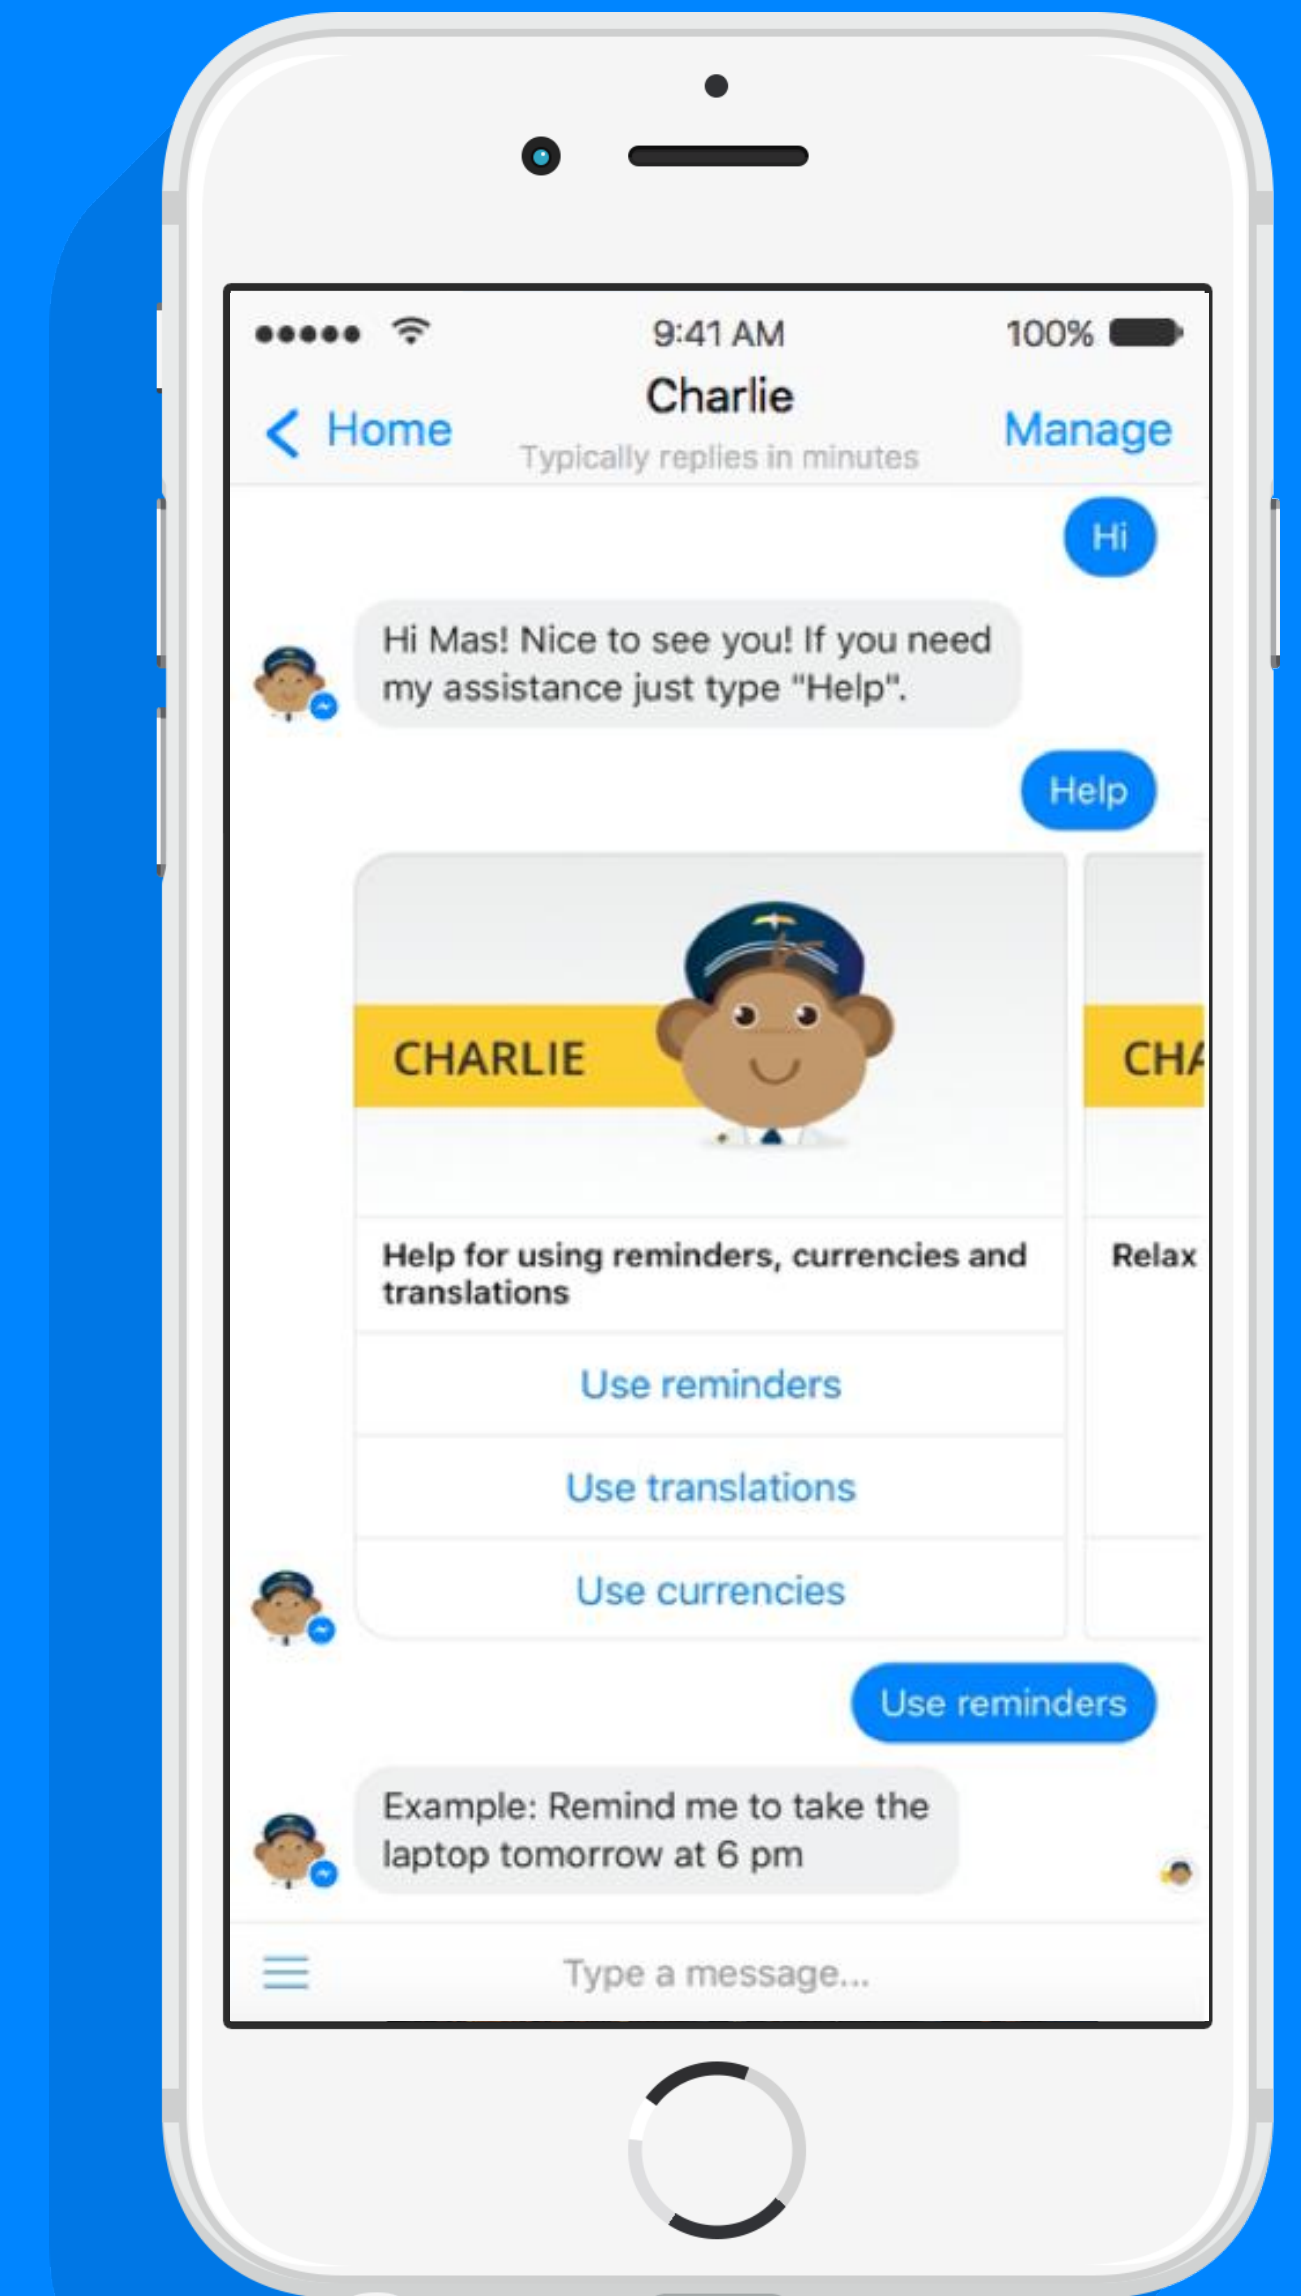 9:41 AM
100%
Home
Charlie
Typically replies in minutes
Manage
Hi
Hi Mas! Nice to see you! If you need
my assistance just type "Help".
Help
CHARLIE
CHA
Help for using reminders, currencies and
translations
Relax
Use reminders
Use translations
Use currencies
Use reminders
Example: Remind me to take the
laptop tomorrow at 6 pm
Type a message...